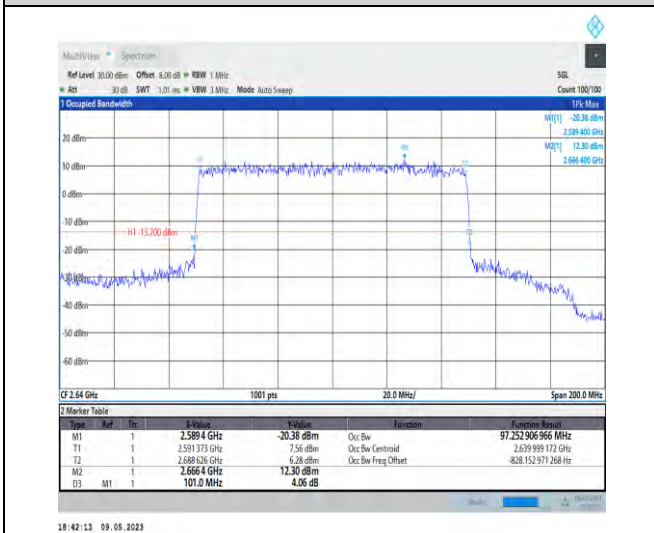 MultiView Spectrum
Ref Level 30.00 dBm Offset 8.00 dB RBW 1 MHz SGL
Att 30 dB SWT 1.01 ms VBW 3 MHz Mode Auto Sweep Count 100/100
1 Occupied Bandwidth 1Pk Max
M1[1] -20.38 dBm
2.589 400 GHz
M2[1] 12.30 dBm
2.666 400 GHz
20 dBm
M2
T1
10 dBm
0 dBm
-10 dBm
H1 -13.700 dBm
M1
D3
-20 dBm
-30 dBm
-40 dBm
-50 dBm
-60 dBm
CF 2.64 GHz 1001 pts 20.0 MHz/ Span 200.0 MHz
2 Marker Table
Type Ref Trc X-Value Y-Value Function Function Result
M1 1 2.589 4 GHz -20.38 dBm Occ Bw 97.252 906 966 MHz
T1 1 2.591 373 GHz 7.56 dBm Occ Bw Centroid 2.639 999 172 GHz
T2 1 2.688 626 GHz 6.28 dBm Occ Bw Freq Offset -828.152 971 268 Hz
M2 1 2.666 4 GHz 12.30 dBm
D3 M1 1 101.0 MHz 4.06 dB
18:42:13 09.05.2023